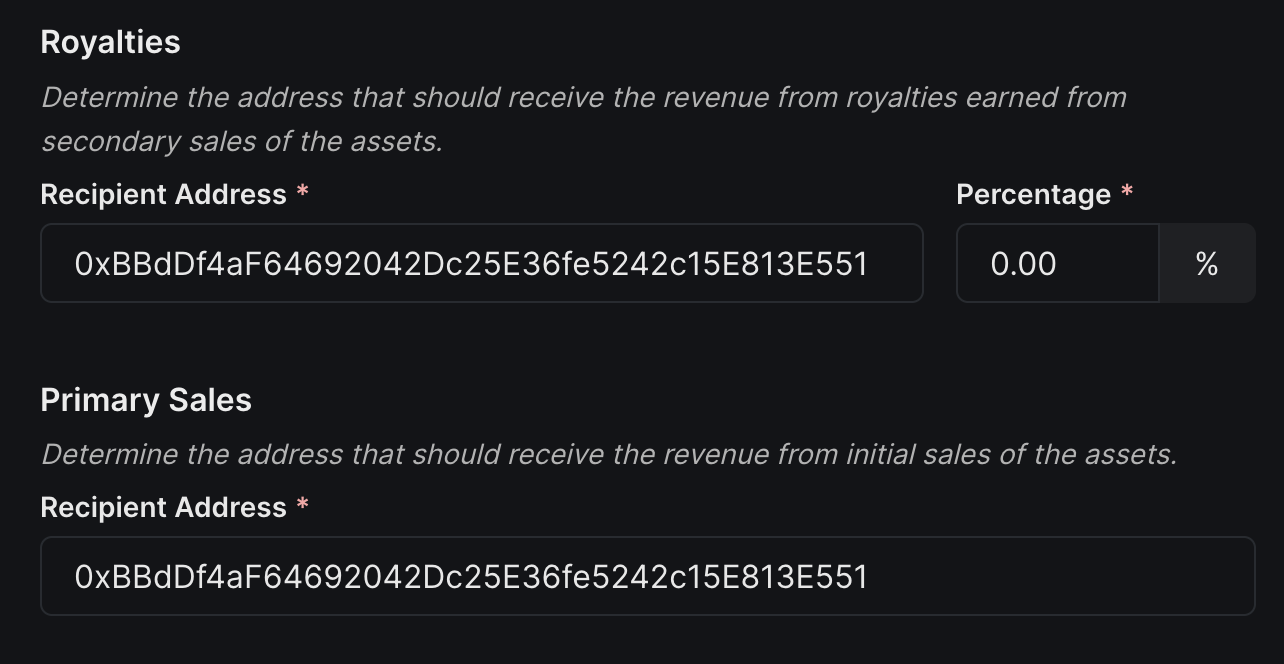 Royalties
Determine the address that should receive the revenue from royalties earned from
secondary sales of the assets.
Recipient Address *
Percentage *
0xBBdDf4aF64692042Dc25E36fe5242c15E813E551
0.00
%
Primary Sales
Determine the address that should receive the revenue from initial sales of the assets.
Recipient Address *
0xBBdDf4aF64692042Dc25E36fe5242c15E813E551